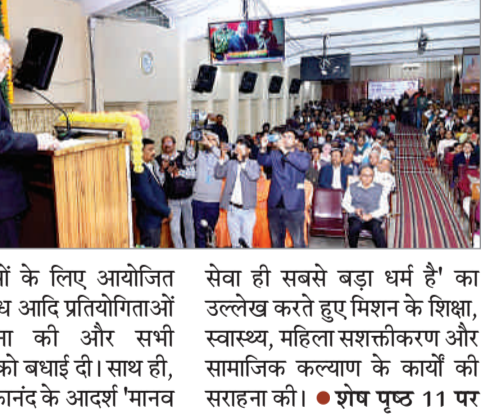 के लिए आयोजित
आदि प्रतियोगिताओं
की और सभी
को बधाई दी। साथ ही,
के आदर्श 'मानव
सेवा ही सबसे बड़ा धर्म है' का
उल्लेख करते हुए मिशन के शिक्षा,
स्वास्थ्य, महिला सशक्तीकरण और
सामाजिक कल्याण के कार्यों की
सराहना की। ● शेष पृष्ठ 11 पर